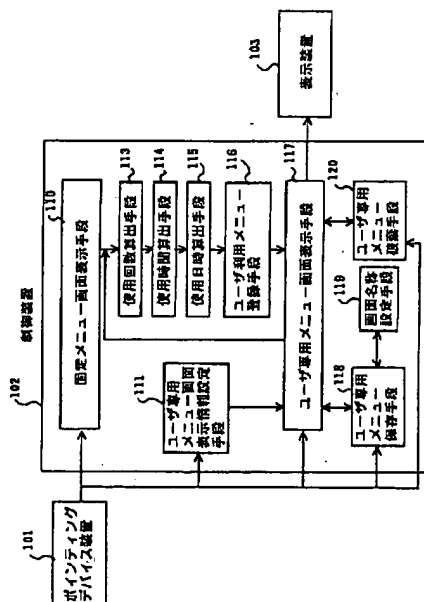 101
ポインティング
デバイス装置
102
制御装置
110
固定メニュー画面表示手段
111
ユーザ専用
メニュー画面
表示情報設定
手段
113
使用回数算出手段
114
使用時間算出手段
115
使用日時算出手段
116
ユーザ利用メニュー
登録手段
117
ユーザ専用メニュー画面表示手段
118
ユーザ専用
メニュー
保存手段
119
画面名称
設定手段
120
ユーザ専用
メニュー
破棄手段
103
表示装置